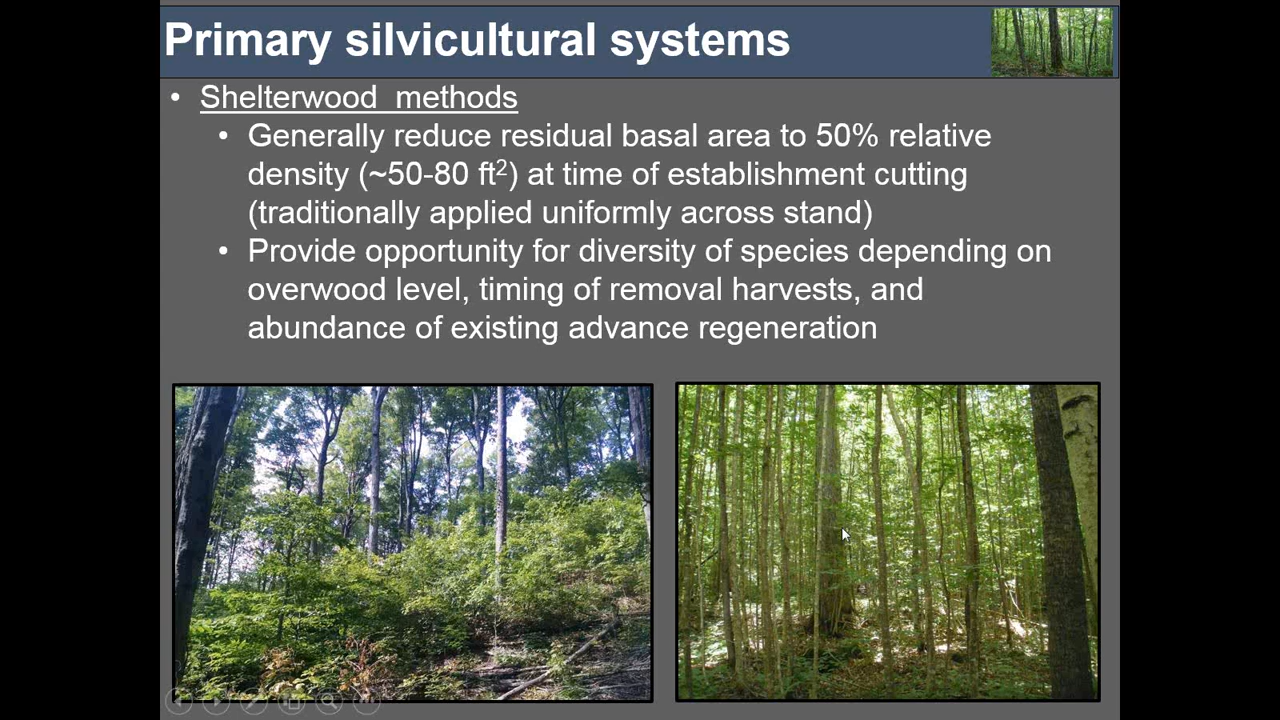 Primary silvicultural systems
• Shelterwood methods
• Generally reduce residual basal area to 50% relative
density (~50-80 ft²) at time of establishment cutting
(traditionally applied uniformly across stand)
• Provide opportunity for diversity of species depending on
overwood level, timing of removal harvests, and
abundance of existing advance regeneration